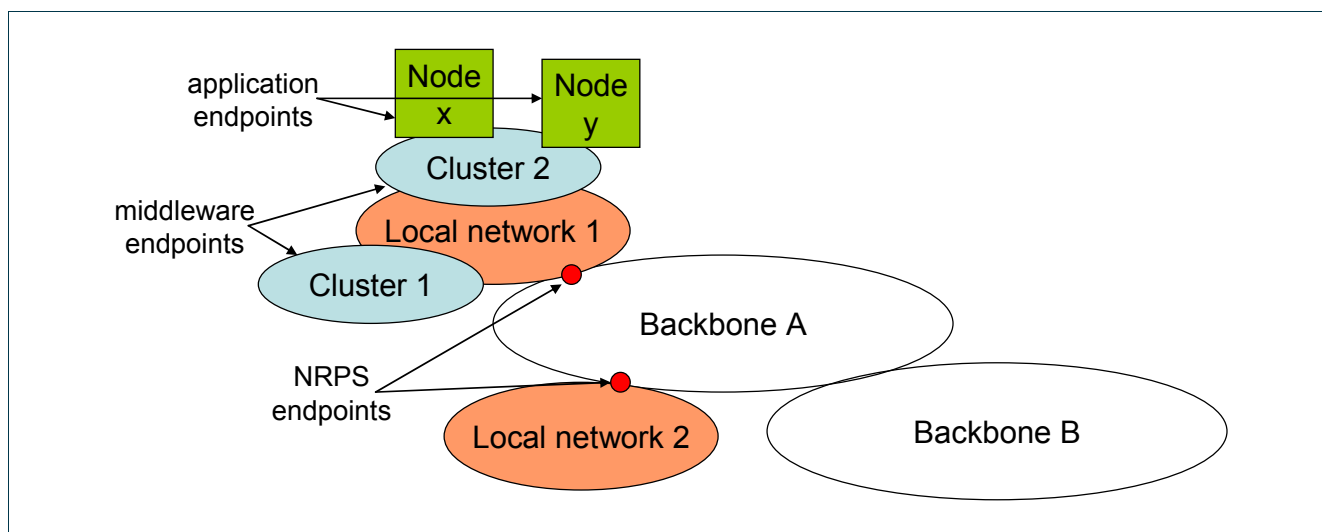 application
endpoints
Node
x
Node
y
Cluster 2
middleware
endpoints
Local network 1
Cluster 1
Backbone A
NRPS
endpoints
Local network 2
Backbone B